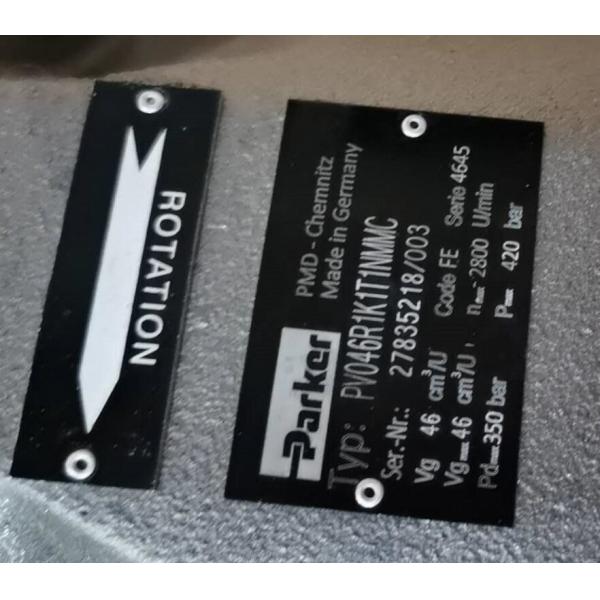 ROTATION
Parker
PMD - Chemnitz
Made in Germany
Typ: PV046R1K1T1NMMC
Ser.-Nr.: 27835218/003
Vg 46 cm³/U Code FE Serie 4645
Vgmax 46 cm³/U, nmax 2800 U/min
Pdmax 350 bar Pmax 420 bar